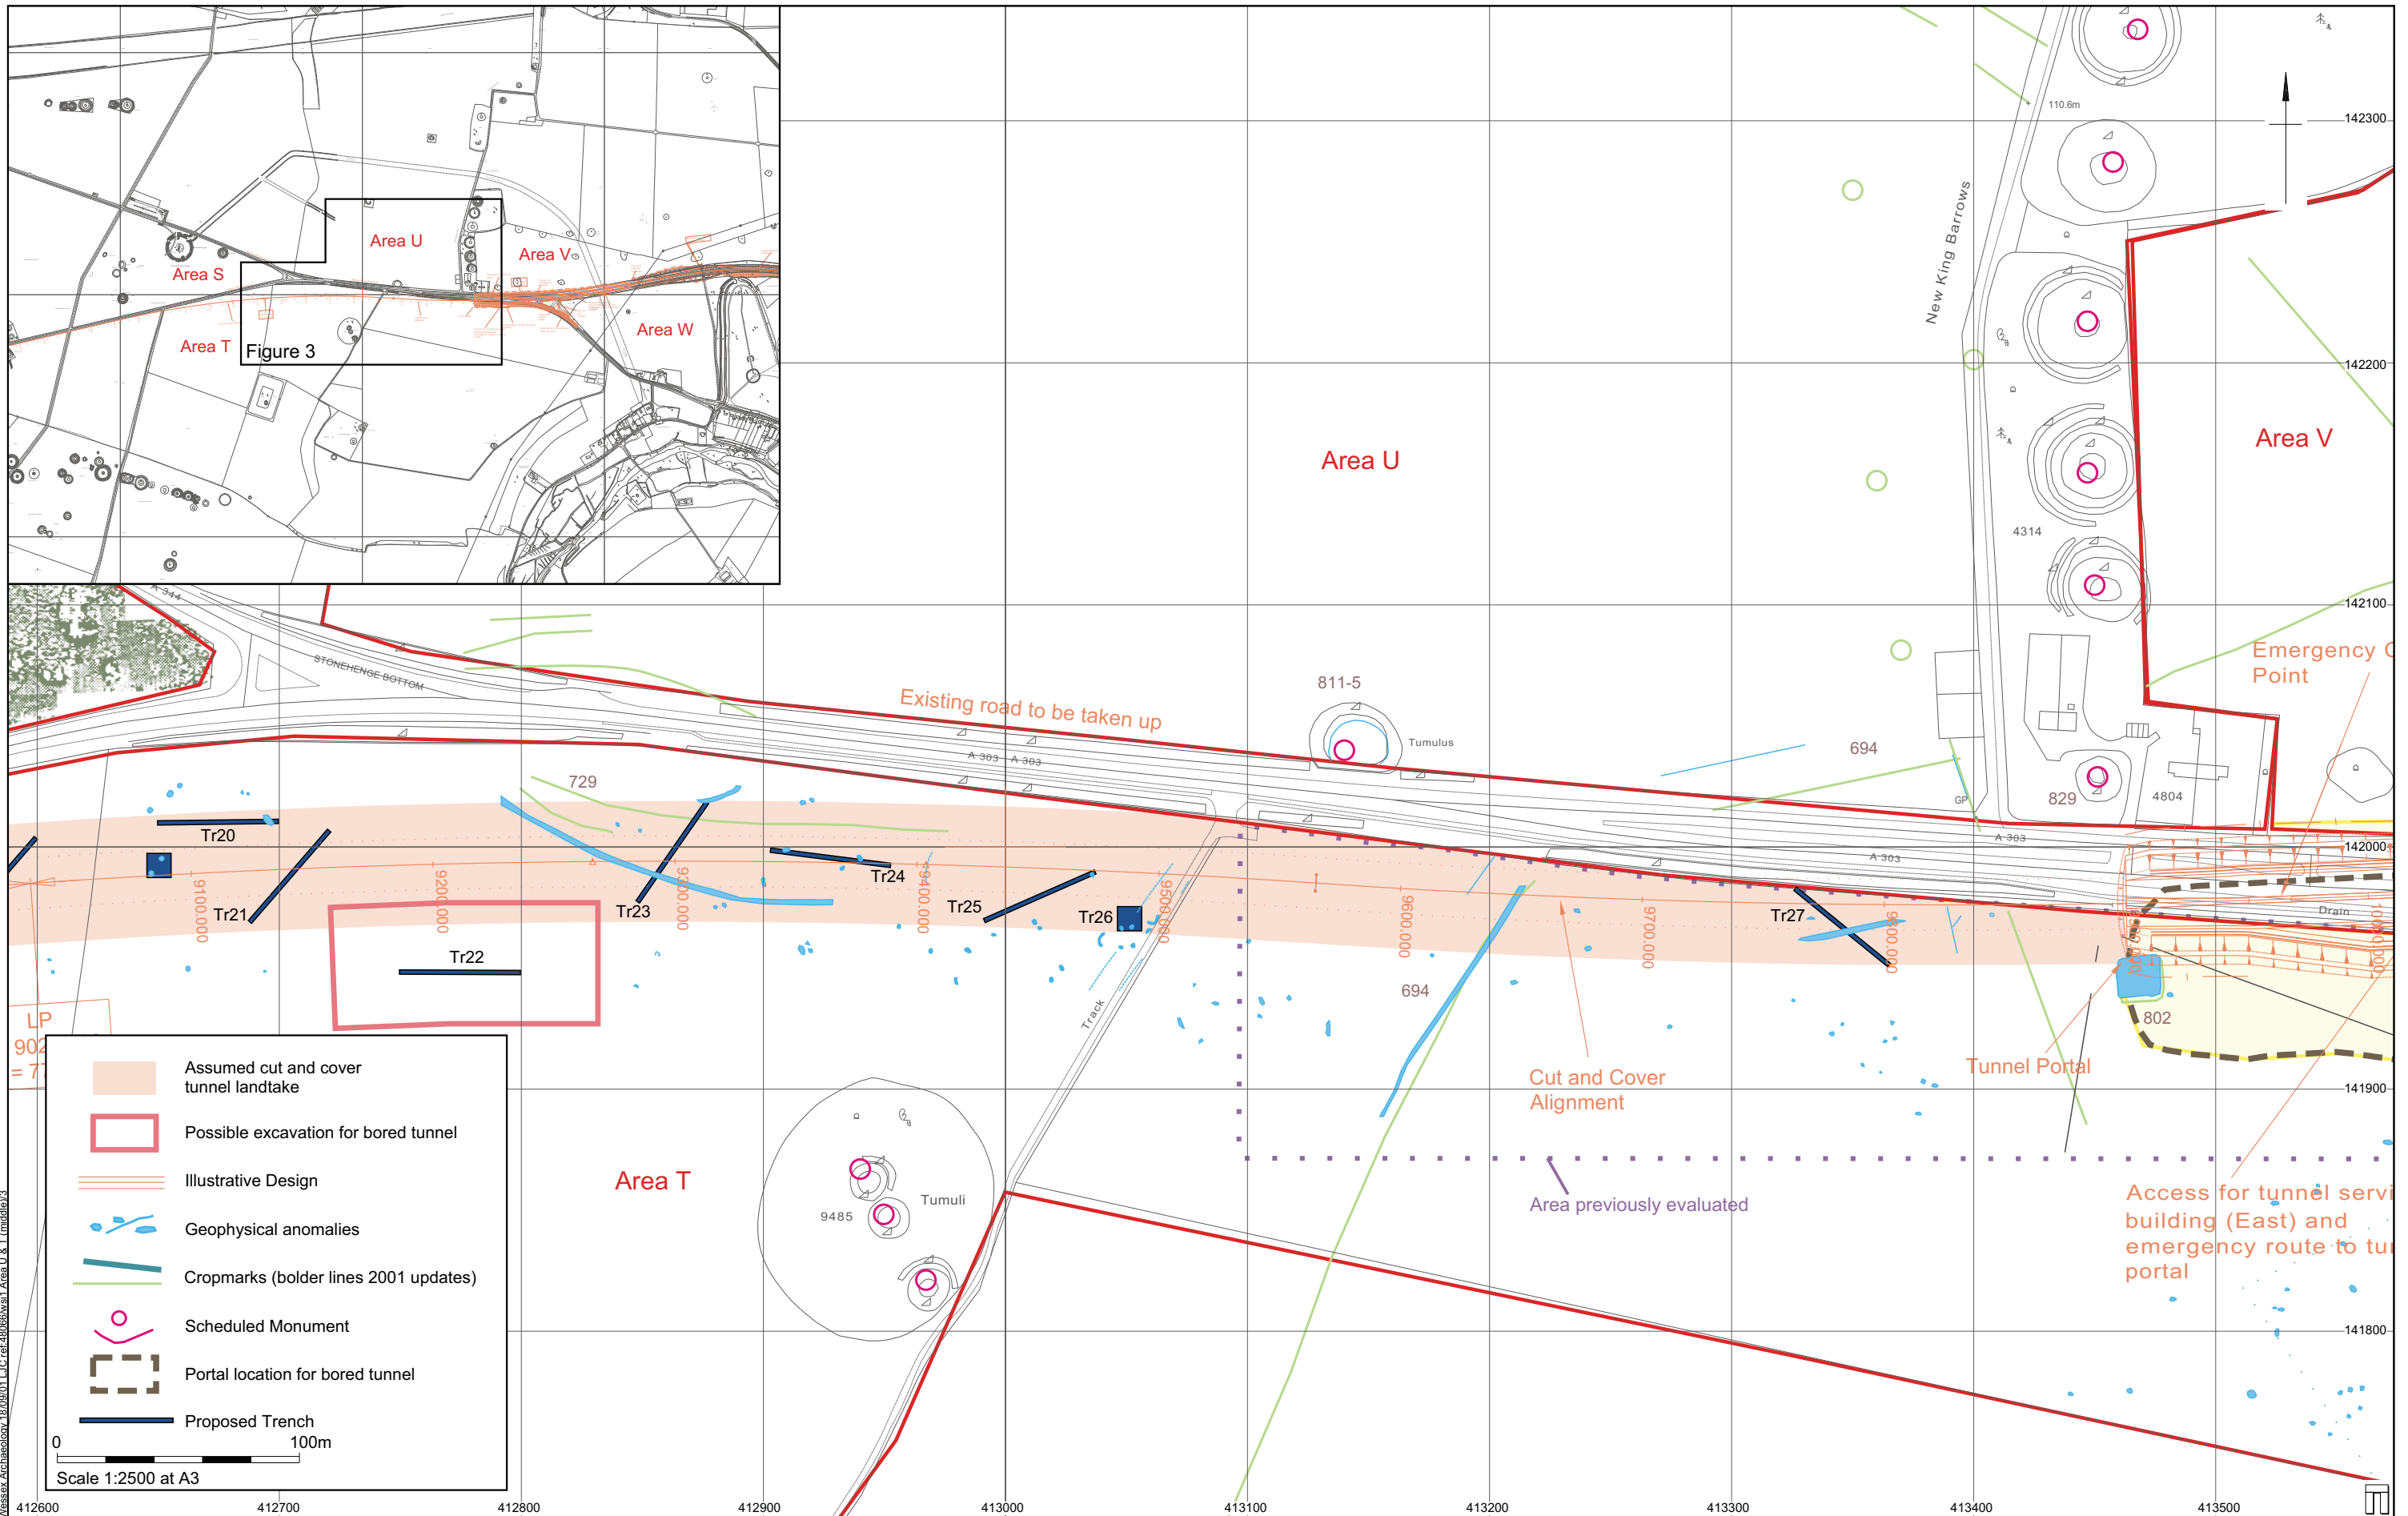 Area U
Area V
Area S
Area W
Area T
Figure 3
110.6m
142300
New King Barrows
142200
Area V
Area U
4314
142100
A 344
STONEHENGE BOTTOM
Emergency
Point
811-5
Existing road to be taken up
Tumulus
A 303
A 303
694
729
GP
829
4804
A 303
142000
A 303
Tr20
Tr24
Tr21
9100.000
9200.000
Tr23
9300.000
9400.000
Tr25
Tr26
9500.000
9600.000
9700.000
Tr27
9800.000
Drain
Tr22
694
LP
802
Track
Tunnel Portal
Cut and Cover
Alignment
141900
Area T
Area previously evaluated
9485
Tumuli
Access for tunnel servi
building (East) and
emergency route to tu
portal
141800
Assumed cut and cover
tunnel landtake
Possible excavation for bored tunnel
Illustrative Design
Geophysical anomalies
Cropmarks (bolder lines 2001 updates)
Scheduled Monument
Portal location for bored tunnel
Proposed Trench
0
100m
Scale 1:2500 at A3
412600
412700
412800
412900
413000
413100
413200
413300
413400
413500